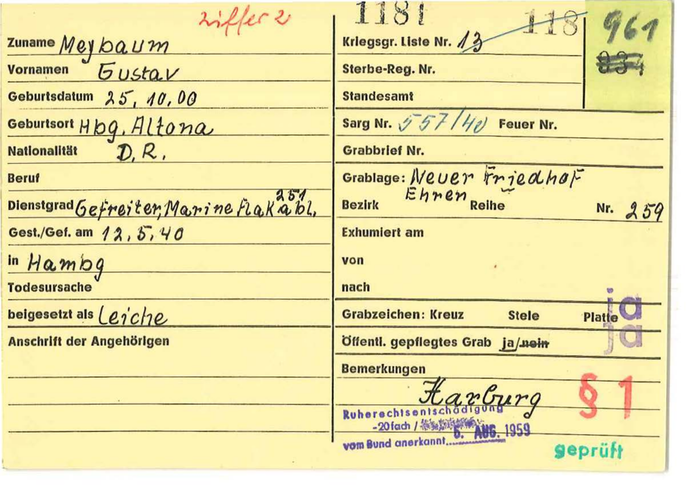 Ziffer 2
1181
118
961
834
Zuname Meybaum
Vornamen Gustav
Geburtsdatum 25.10.00
Geburtsort Hbg. Altona
Nationalität D.R.
Beruf
Dienstgrad Gefreiter, Marine Flak abl. 251
Gest./Gef. am 12.5.40
in Hambg
Todesursache
beigesetzt als Leiche
Anschrift der Angehörigen
Kriegsgr. Liste Nr. 13
Sterbe-Reg. Nr.
Standesamt
Sarg Nr. 557/40 Feuer Nr.
Grabbrief Nr.
Grablage: Neuer Friedhof
Ehren
Bezirk Reihe Nr. 259
Exhumiert am
von
nach
Grabzeichen: Kreuz Stele Platte ja
Öffentl. gepflegtes Grab ja/nein ja
Bemerkungen
Harburg
§ 1
Ruherechtsentschädigung
-20fach /
vom Bund anerkannt 6. AUG. 1959
geprüft